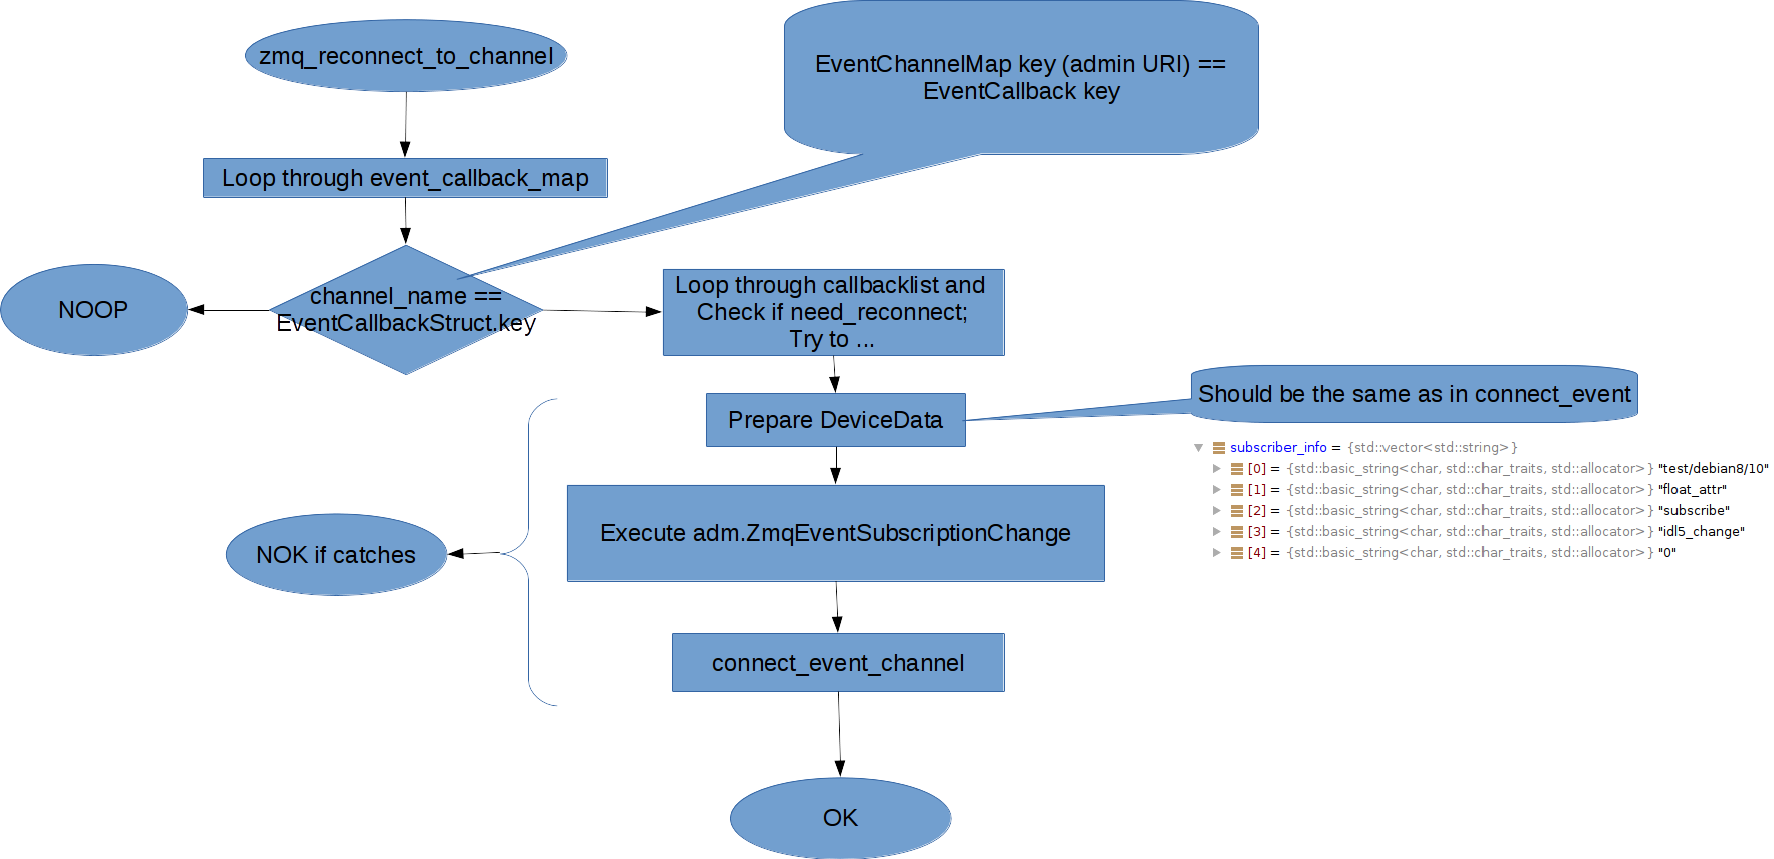 zmq_reconnect_to_channel
EventChannelMap key (admin URI) ==
EventCallback key
Loop through event_callback_map
NOOP
channel_name ==
EventCallbackStruct.key
Loop through callbacklist and
Check if need_reconnect;
Try to ...
Prepare DeviceData
Should be the same as in connect_event
subscriber_info = {std::vector<std::string>}
[0] = {std::basic_string<char, std::char_traits, std::allocator>} "test/debian8/10"
[1] = {std::basic_string<char, std::char_traits, std::allocator>} "float_attr"
[2] = {std::basic_string<char, std::char_traits, std::allocator>} "subscribe"
[3] = {std::basic_string<char, std::char_traits, std::allocator>} "idl5_change"
[4] = {std::basic_string<char, std::char_traits, std::allocator>} "0"
Execute adm.ZmqEventSubscriptionChange
NOK if catches
connect_event_channel
OK